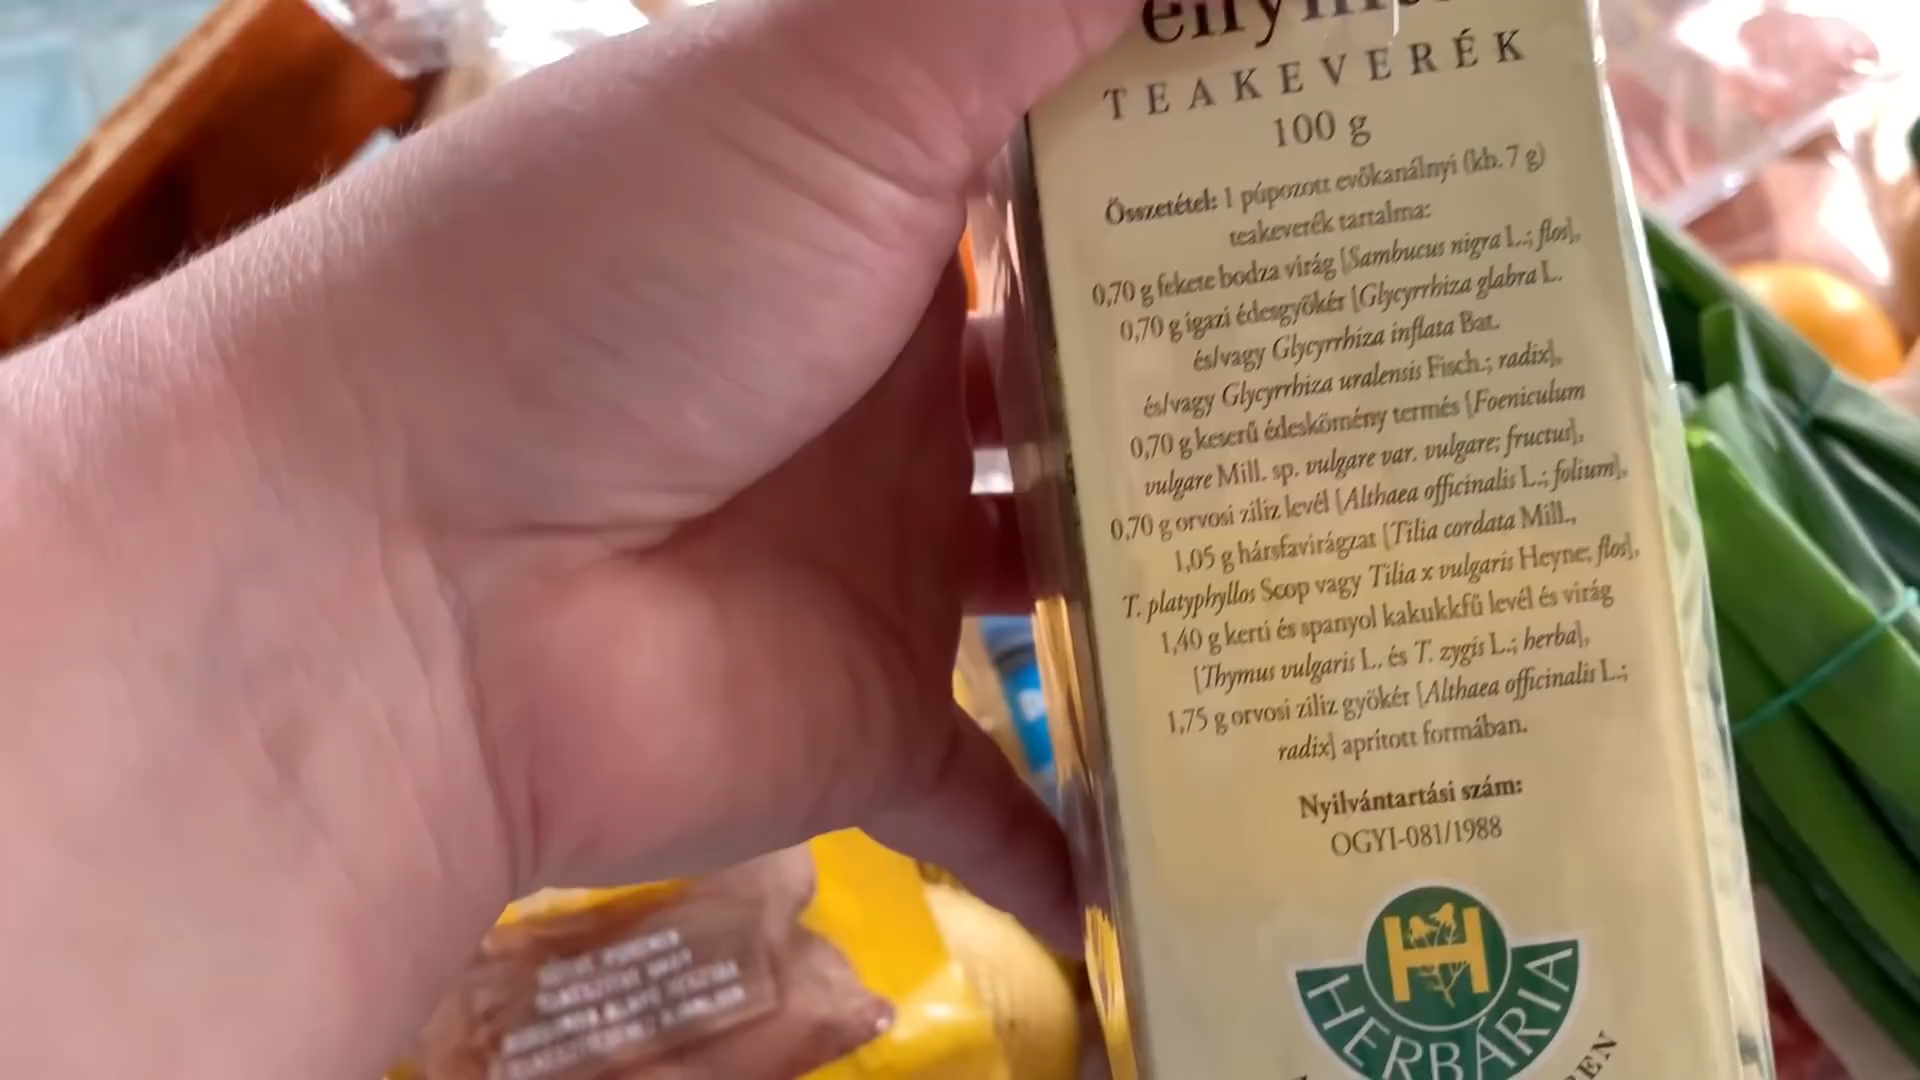 TEAKEVERÉK
100 g
Összetétel: 1 púpozott evőkanálnyi (kb. 7 g)
teakeverék tartalma:
0,70 g fekete bodza virág [Sambucus nigra L.; flos],
0,70 g igazi édesgyökér [Glycyrrhiza glabra L.
és/vagy Glycyrrhiza inflata Bat.
és/vagy Glycyrrhiza uralensis Fisch.; radix],
0,70 g keserű édeskömény termés [Foeniculum
vulgare Mill. sp. vulgare var. vulgare; fructus],
0,70 g orvosi ziliz levél [Althaea officinalis L.; folium],
1,05 g hársfavirágzat [Tilia cordata Mill.,
T. platyphyllos Scop vagy Tilia x vulgaris Heyne; flos],
1,40 g kerti és spanyol kakukkfű levél és virág
[Thymus vulgaris L. és T. zygis L.; herba],
1,75 g orvosi ziliz gyökér [Althaea officinalis L.;
radix] aprított formában.
Nyilvántartási szám:
OGYI-081/1988
H
HERBÁRIA